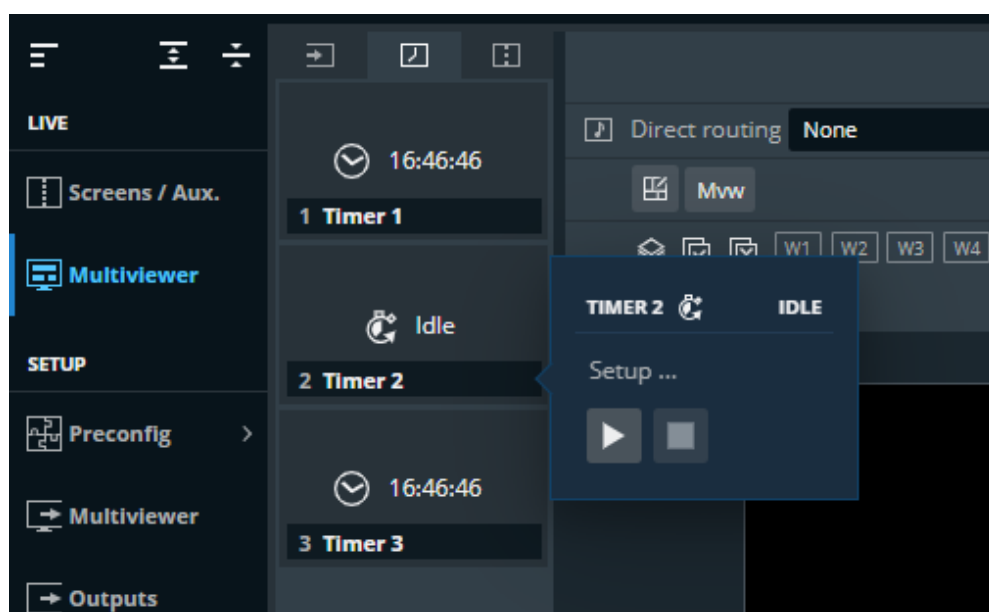 LIVE
Screens / Aux.
Multiviewer
SETUP
Preconfig
Multiviewer
Outputs
16:46:46
1 Timer 1
Idle
2 Timer 2
16:46:46
3 Timer 3
Direct routing None
Mvw
W1 W2 W3 W4
TIMER 2 IDLE
Setup ...